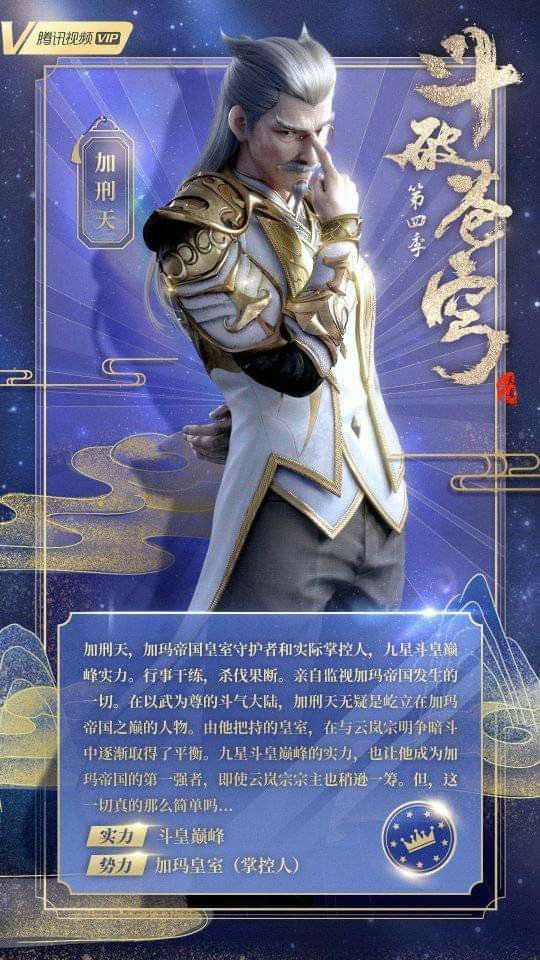 腾讯视频 VIP
斗破苍穹
第四季
加刑天
加刑天，加玛帝国皇室守护者和实际掌控人，九星斗皇巅
峰实力。行事干练，杀伐果断。亲自监视加玛帝国发生的
一切。在以武为尊的斗气大陆，加刑天无疑是屹立在加玛
帝国之巅的人物。由他把持的皇室，在与云岚宗明争暗斗
中逐渐取得了平衡。九星斗皇巅峰的实力，也让他成为加
玛帝国的第一强者，即使云岚宗宗主也稍逊一筹。但，这
一切真的那么简单吗...
实力 斗皇巅峰
势力 加玛皇室（掌控人）